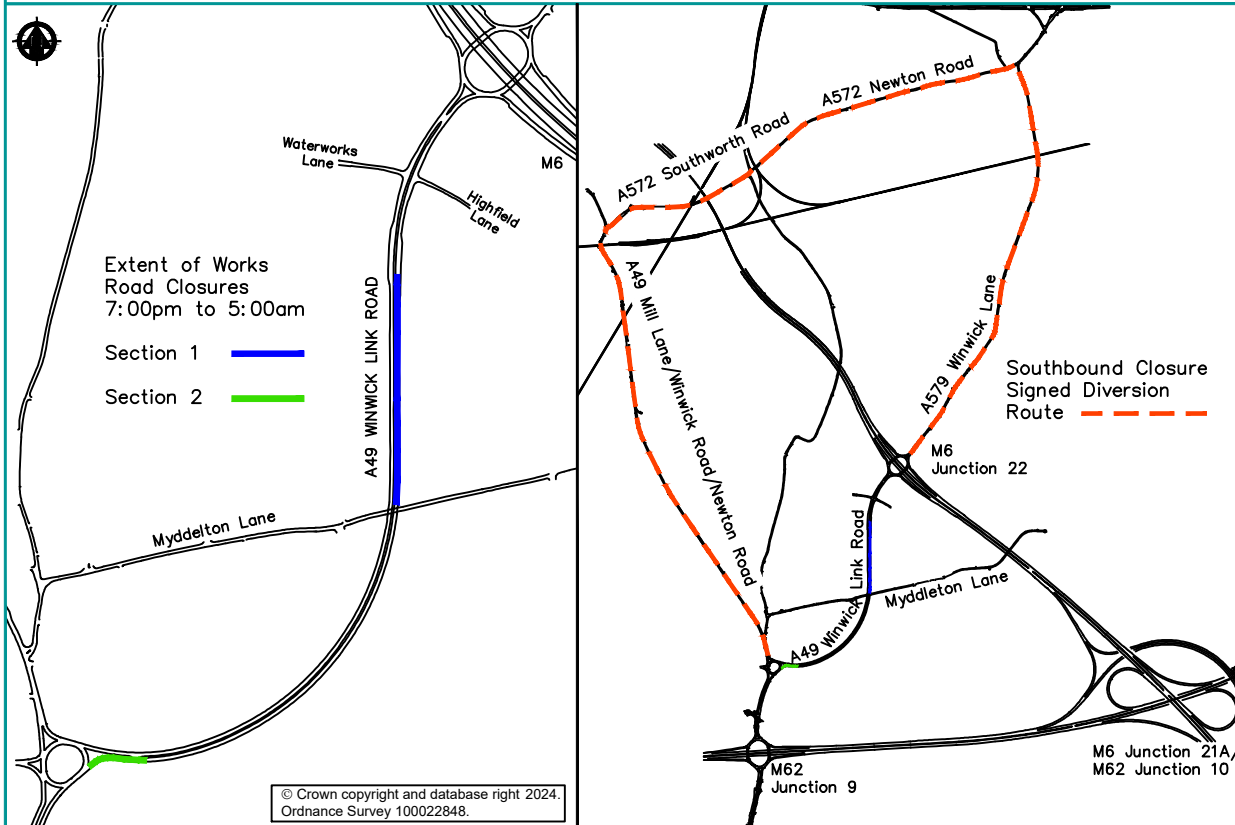 Waterworks
Lane
M6
Highfield
Lane
Extent of Works
Road Closures
7:00pm to 5:00am
Section 1
Section 2
A49 WINWICK LINK ROAD
Myddelton Lane
© Crown copyright and database right 2024.
Ordnance Survey 100022848.
A572 Newton Road
A572 Southworth Road
A49 Mill Lane/Winwick Road/Newton Road
A579 Winwick Lane
Southbound Closure
Signed Diversion
Route
M6
Junction 22
A49 Winwick Link Road
Myddleton Lane
M62
Junction 9
M6 Junction 21A/
M62 Junction 10